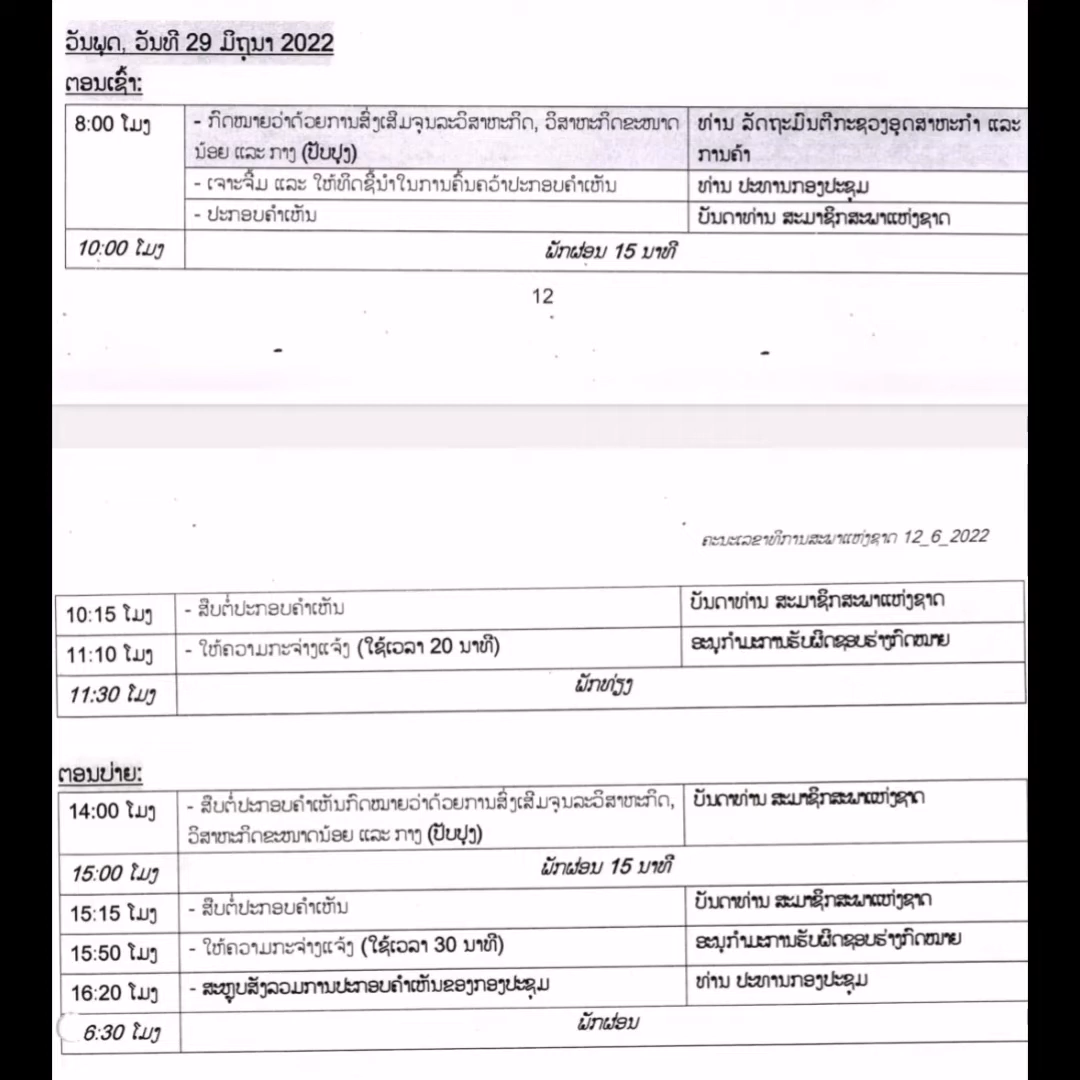 ວັນພຸດ, ວັນທີ 29 ມິຖຸນາ 2022
ຕອນເຊົ້າ:
8:00 ໂມງ
- ກົດໝາຍວ່າດ້ວຍການສົ່ງເສີມຈຸນລະວິສາຫະກິດ, ວິສາຫະກິດຂະໜາດ
ນ້ອຍ ແລະ ກາງ (ປັບປຸງ)
ທ່ານ ລັດຖະມົນຕີກະຊວງອຸດສາຫະກຳ ແລະ
ການຄ້າ
- ເຈາະຈີ້ມ ແລະ ໃຫ້ທິດຊີ້ນຳໃນການຄົ້ນຄວ້າປະກອບຄຳເຫັນ
ທ່ານ ປະທານກອງປະຊຸມ
- ປະກອບຄຳເຫັນ
ບັນດາທ່ານ ສະມາຊິກສະພາແຫ່ງຊາດ
10:00 ໂມງ
ພັກຜ່ອນ 15 ນາທີ
12
ຄະນະເລຂາທິການສະພາແຫ່ງຊາດ 12_6_2022
10:15 ໂມງ
- ສືບຕໍ່ປະກອບຄຳເຫັນ
ບັນດາທ່ານ ສະມາຊິກສະພາແຫ່ງຊາດ
11:10 ໂມງ
- ໃຫ້ຄວາມກະຈ່າງແຈ້ງ (ໃຊ້ເວລາ 20 ນາທີ)
ອະນຸກຳມະການຮັບຜິດຊອບຮ່າງກົດໝາຍ
11:30 ໂມງ
ພັກທ່ຽງ
ຕອນບ່າຍ:
14:00 ໂມງ
- ສືບຕໍ່ປະກອບຄຳເຫັນກົດໝາຍວ່າດ້ວຍການສົ່ງເສີມຈຸນລະວິສາຫະກິດ,
ວິສາຫະກິດຂະໜາດນ້ອຍ ແລະ ກາງ (ປັບປຸງ)
ບັນດາທ່ານ ສະມາຊິກສະພາແຫ່ງຊາດ
15:00 ໂມງ
ພັກຜ່ອນ 15 ນາທີ
15:15 ໂມງ
- ສືບຕໍ່ປະກອບຄຳເຫັນ
ບັນດາທ່ານ ສະມາຊິກສະພາແຫ່ງຊາດ
15:50 ໂມງ
- ໃຫ້ຄວາມກະຈ່າງແຈ້ງ (ໃຊ້ເວລາ 30 ນາທີ)
ອະນຸກຳມະການຮັບຜິດຊອບຮ່າງກົດໝາຍ
16:20 ໂມງ
- ສະຫຼຸບສັງລວມການປະກອບຄຳເຫັນຂອງກອງປະຊຸມ
ທ່ານ ປະທານກອງປະຊຸມ
6:30 ໂມງ
ພັກຜ່ອນ